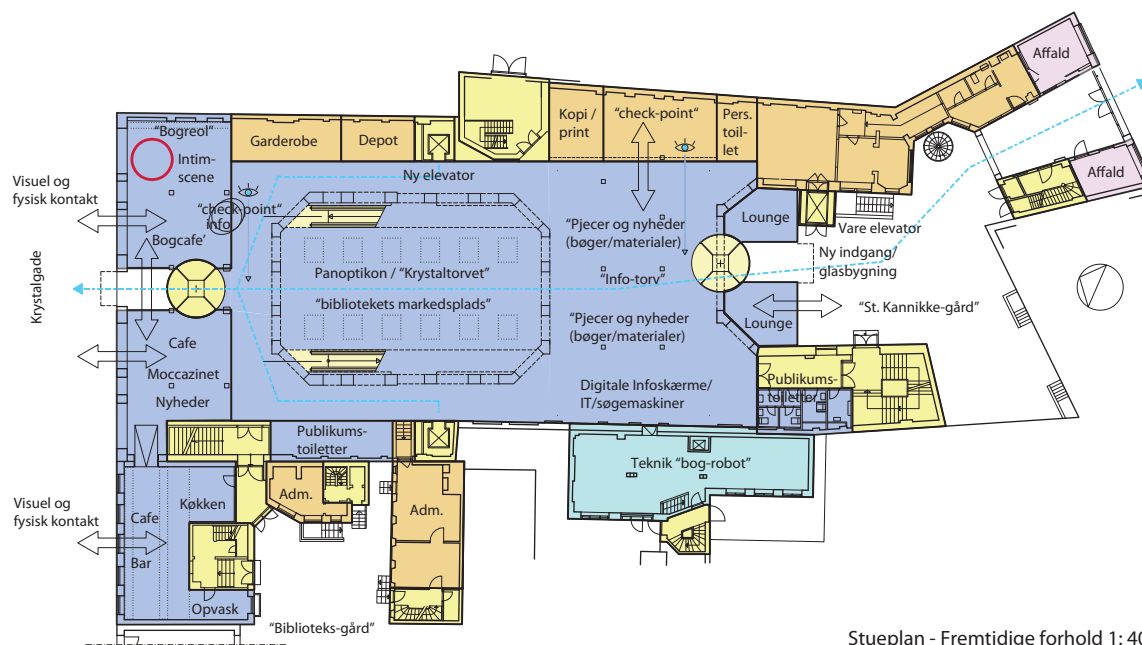 Affald
"Bogreol"
Intim-
scene
Garderobe
Depot
Kopi /
print
"check-point"
Pers.
toi-
llet
Affald
Visuel og
fysisk kontakt
Ny elevator
"check-point"
info
Bogcafe'
"Pjecer og nyheder
(bøger/materialer)
Lounge
Vare elevator
Ny indgang/
glasbygning
Krystalgade
Panoptikon / "Krystaltorvet"
"Info-torv"
"bibliotekets markedsplads"
"Pjecer og nyheder
(bøger/materialer)
Lounge
"St. Kannikke-gård"
Cafe
Moccazinet
Nyheder
Digitale Infoskærme/
IT/søgemaskiner
Publikums-
toiletter
Publikums-
toiletter
Teknik "bog-robot"
Visuel og
fysisk kontakt
Køkken
Cafe
Bar
Adm.
Adm.
Opvask
"Biblioteks-gård"
Stueplan - Fremtidige forhold 1: 40